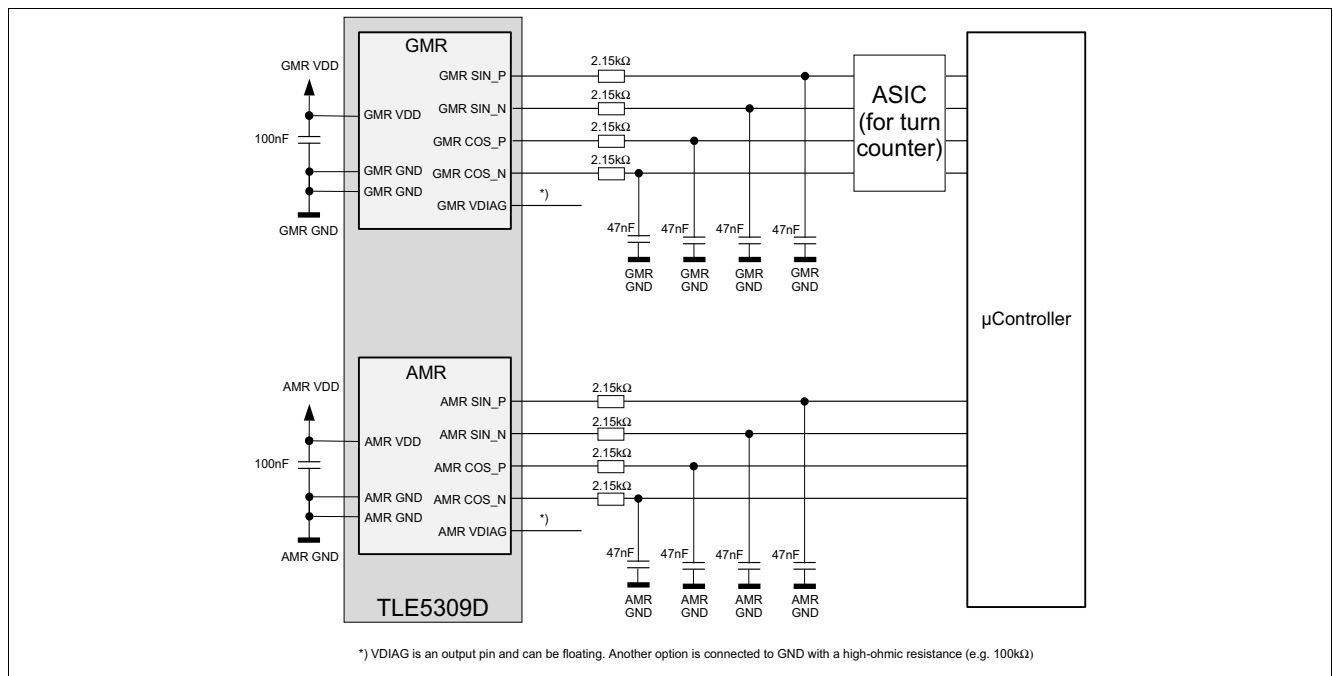 GMR
GMR VDD
GMR SIN_P
2.15kΩ
GMR VDD
GMR SIN_N
2.15kΩ
100nF
GMR COS_P
2.15kΩ
GMR GND
GMR COS_N
2.15kΩ
GMR GND
GMR VDIAG
*)
GMR GND
ASIC
(for turn
counter)
47nF
47nF
47nF
47nF
GMR
GND
GMR
GND
GMR
GND
GMR
GND
µController
AMR
AMR VDD
AMR SIN_P
2.15kΩ
AMR VDD
AMR SIN_N
2.15kΩ
100nF
AMR COS_P
2.15kΩ
AMR GND
AMR COS_N
2.15kΩ
AMR GND
AMR VDIAG
*)
AMR GND
47nF
47nF
47nF
47nF
AMR
GND
AMR
GND
AMR
GND
AMR
GND
TLE5309D
*) VDIAG is an output pin and can be floating. Another option is connected to GND with a high-ohmic resistance (e.g. 100kΩ)